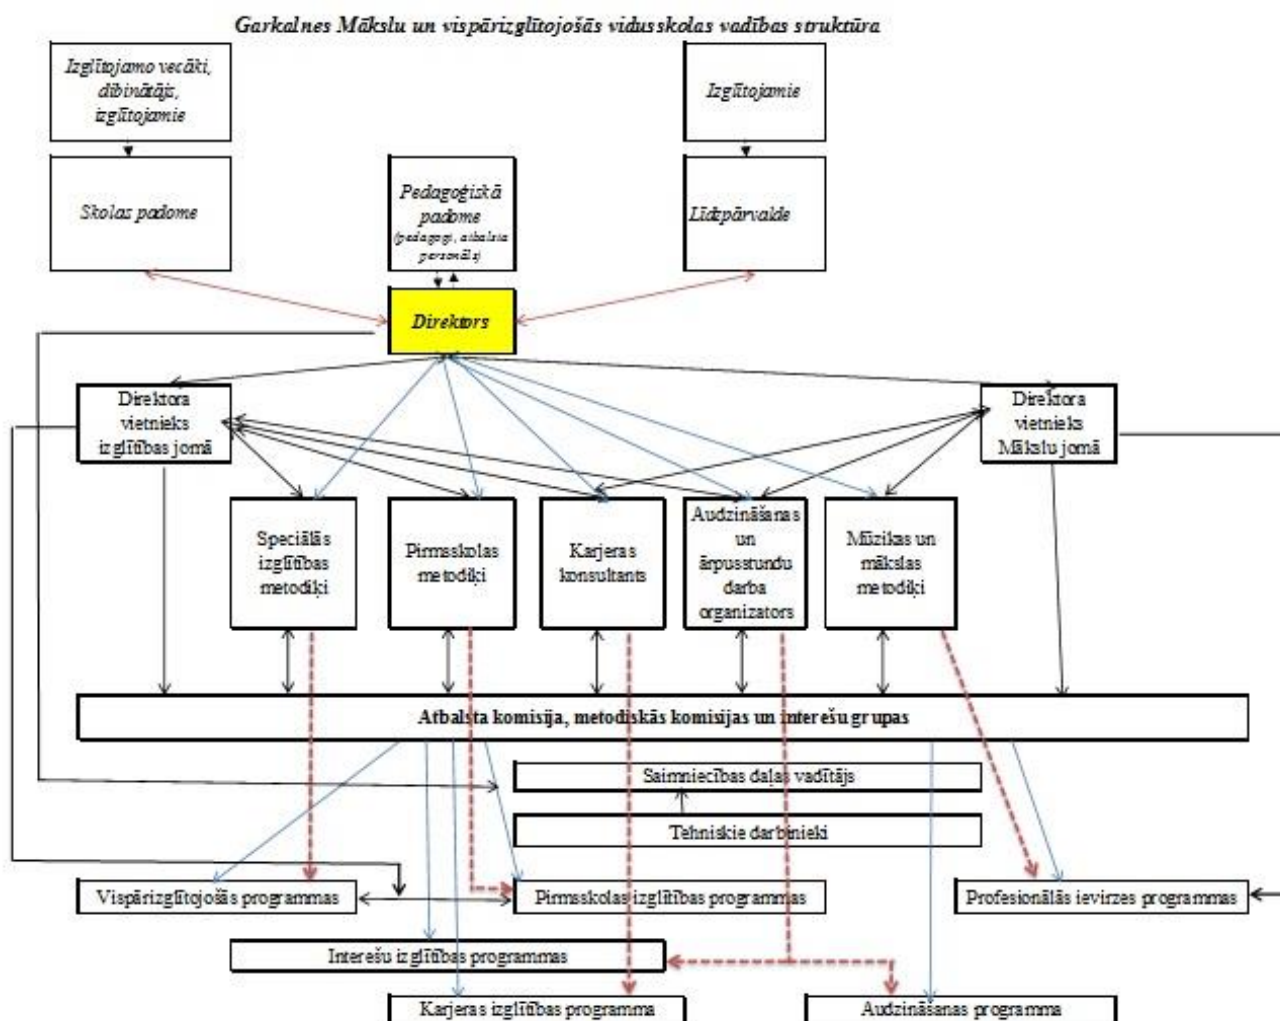 Garkalnes Mākslu un vispārizglītojošās vidusskolas vadības struktūra
Izglītojamo vecāki,
dibinātājs,
izglītojamie
Izglītojamie
Skolas padome
Pedagoģiskā
padome
(pedagogi, atbalsta
personāls)
Līdzpārvalde
Direktors
Direktora
vietnieks
izglītības jomā
Direktora
vietnieks
Mākslu jomā
Speciālās
izglītības
metodiķi
Pirmsskolas
metodiķi
Karjeras
konsultants
Audzināšanas
un
ārpusstundu
darba
organizators
Mūzikas un
mākslas
metodiķi
Atbalsta komisija, metodiskās komisijas un interešu grupas
Saimniecības daļas vadītājs
Tehniskie darbinieki
Vispārizglītojošās programmas
Pirmsskolas izglītības programmas
Profesionālās ievirzes programmas
Interešu izglītības programmas
Karjeras izglītības programma
Audzināšanas programma